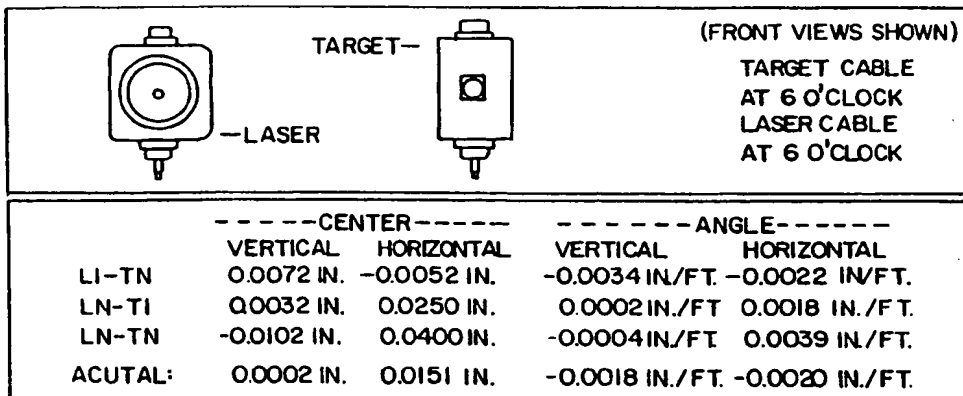 (FRONT VIEWS SHOWN)
TARGET—
TARGET CABLE
AT 6 O'CLOCK
—LASER
LASER CABLE
AT 6 O'CLOCK
-----CENTER----- ------ANGLE------
VERTICAL HORIZONTAL VERTICAL HORIZONTAL
LI-TN 0.0072 IN. -0.0052 IN. -0.0034 IN./FT. -0.0022 IN/FT.
LN-TI 0.0032 IN. 0.0250 IN. 0.0002 IN./FT 0.0018 IN./FT.
LN-TN -0.0102 IN. 0.0400 IN. -0.0004 IN./FT. 0.0039 IN./FT.
ACUTAL: 0.0002 IN. 0.0151 IN. -0.0018 IN./FT. -0.0020 IN./FT.